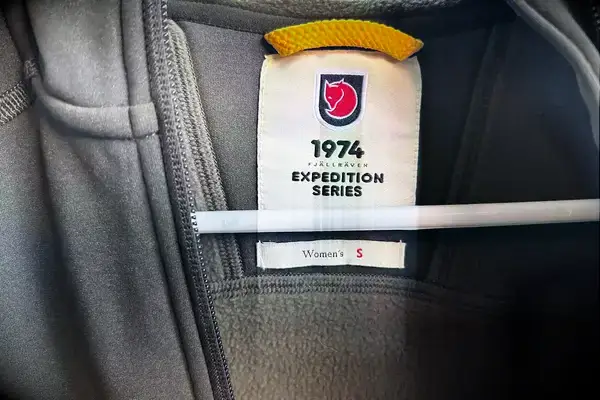 1974
FJÄLLRÄVEN
EXPEDITION
SERIES
Women's S